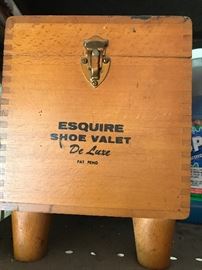 ESQUIRE
SHOE VALET
De Luxe
PAT PEND